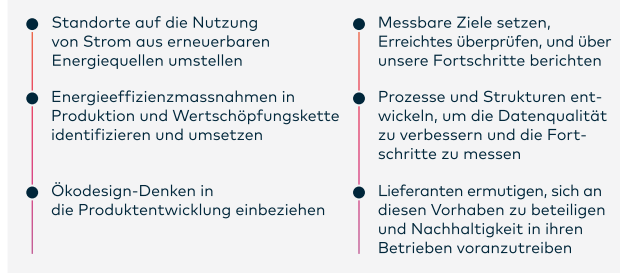 Standorte auf die Nutzung
von Strom aus erneuerbaren
Energiequellen umstellen
Energieeffizienzmassnahmen in
Produktion und Wertschöpfungskette
identifizieren und umsetzen
Ökodesign-Denken in
die Produktentwicklung einbeziehen
Messbare Ziele setzen,
Erreichtes überprüfen, und über
unsere Fortschritte berichten
Prozesse und Strukturen ent-
wickeln, um die Datenqualität
zu verbessern und die Fort-
schritte zu messen
Lieferanten ermutigen, sich an
diesen Vorhaben zu beteiligen
und Nachhaltigkeit in ihren
Betrieben voranzutreiben